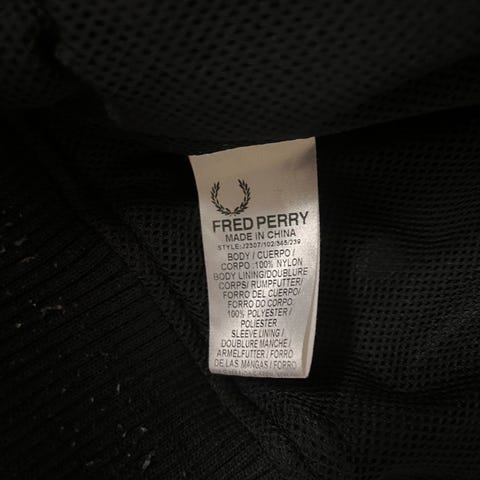 FRED PERRY
MADE IN CHINA
STYLE:J2307/102/365/239
BODY / CUERPO /
CORPO :100% NYLON
BODY LINING/DOUBLURE
CORPS/ RUMPFUTTER/
FORRO DEL CUERPO/
FORRO DO CORPO:
100% POLYESTER /
POLIESTER
SLEEVE LINING /
DOUBLURE MANCHE /
ARMELFUTTER / FORRO
DE LAS MANGAS / FORRO